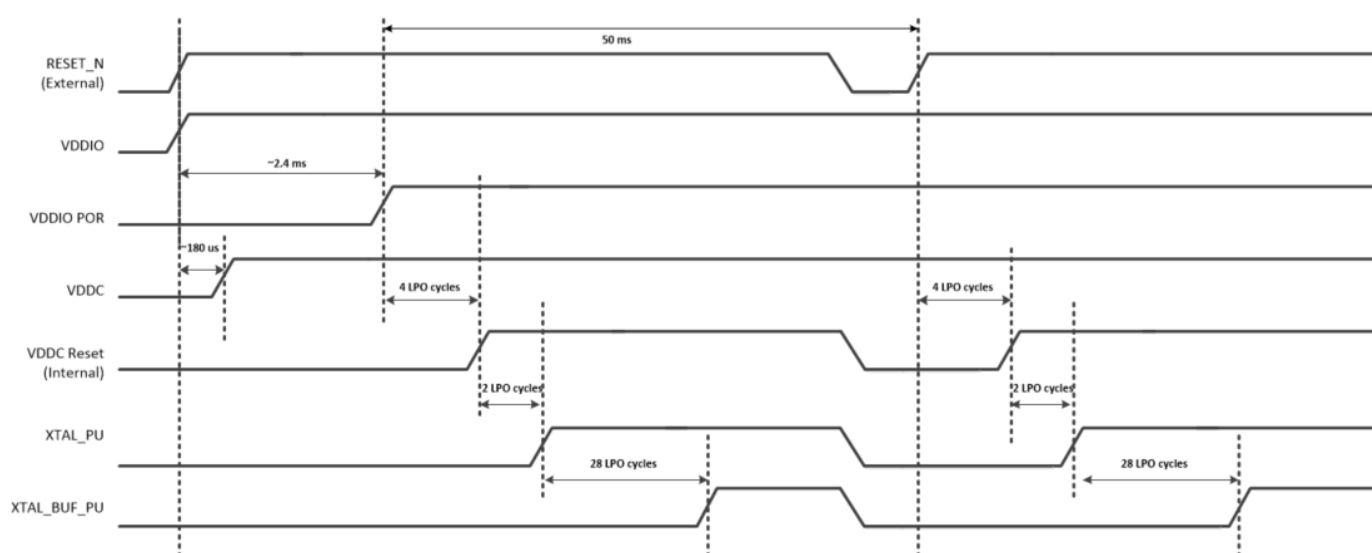 50 ms
RESET_N
(External)
VDDIO
~2.4 ms
VDDIO POR
~180 us
VDDC
4 LPO cycles
4 LPO cycles
VDDC Reset
(Internal)
2 LPO cycles
2 LPO cycles
XTAL_PU
28 LPO cycles
28 LPO cycles
XTAL_BUF_PU